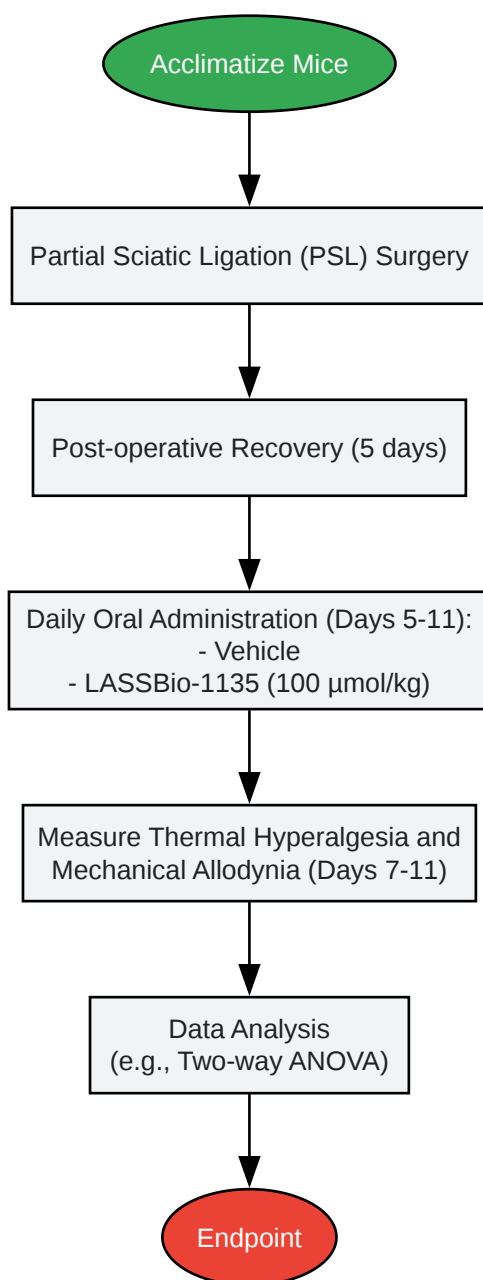 Acclimatize Mice
Partial Sciatic Ligation (PSL) Surgery
Post-operative Recovery (5 days)
Daily Oral Administration (Days 5-11):
- Vehicle
- LASSBio-1135 (100 µmol/kg)
Measure Thermal Hyperalgesia and
Mechanical Allodynia (Days 7-11)
Data Analysis
(e.g., Two-way ANOVA)
Endpoint